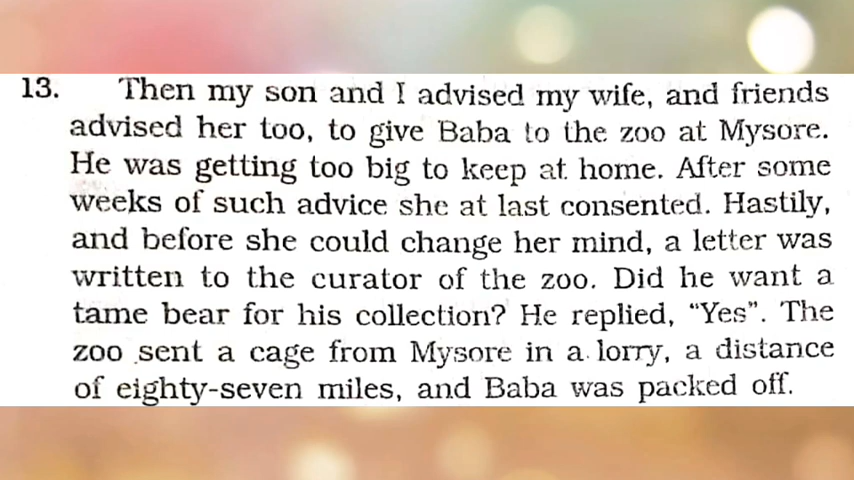 13. Then my son and I advised my wife, and friends
advised her too, to give Baba to the zoo at Mysore.
He was getting too big to keep at home. After some
weeks of such advice she at last consented. Hastily,
and before she could change her mind, a letter was
written to the curator of the zoo. Did he want a
tame bear for his collection? He replied, “Yes”. The
zoo sent a cage from Mysore in a lorry, a distance
of eighty-seven miles, and Baba was packed off.